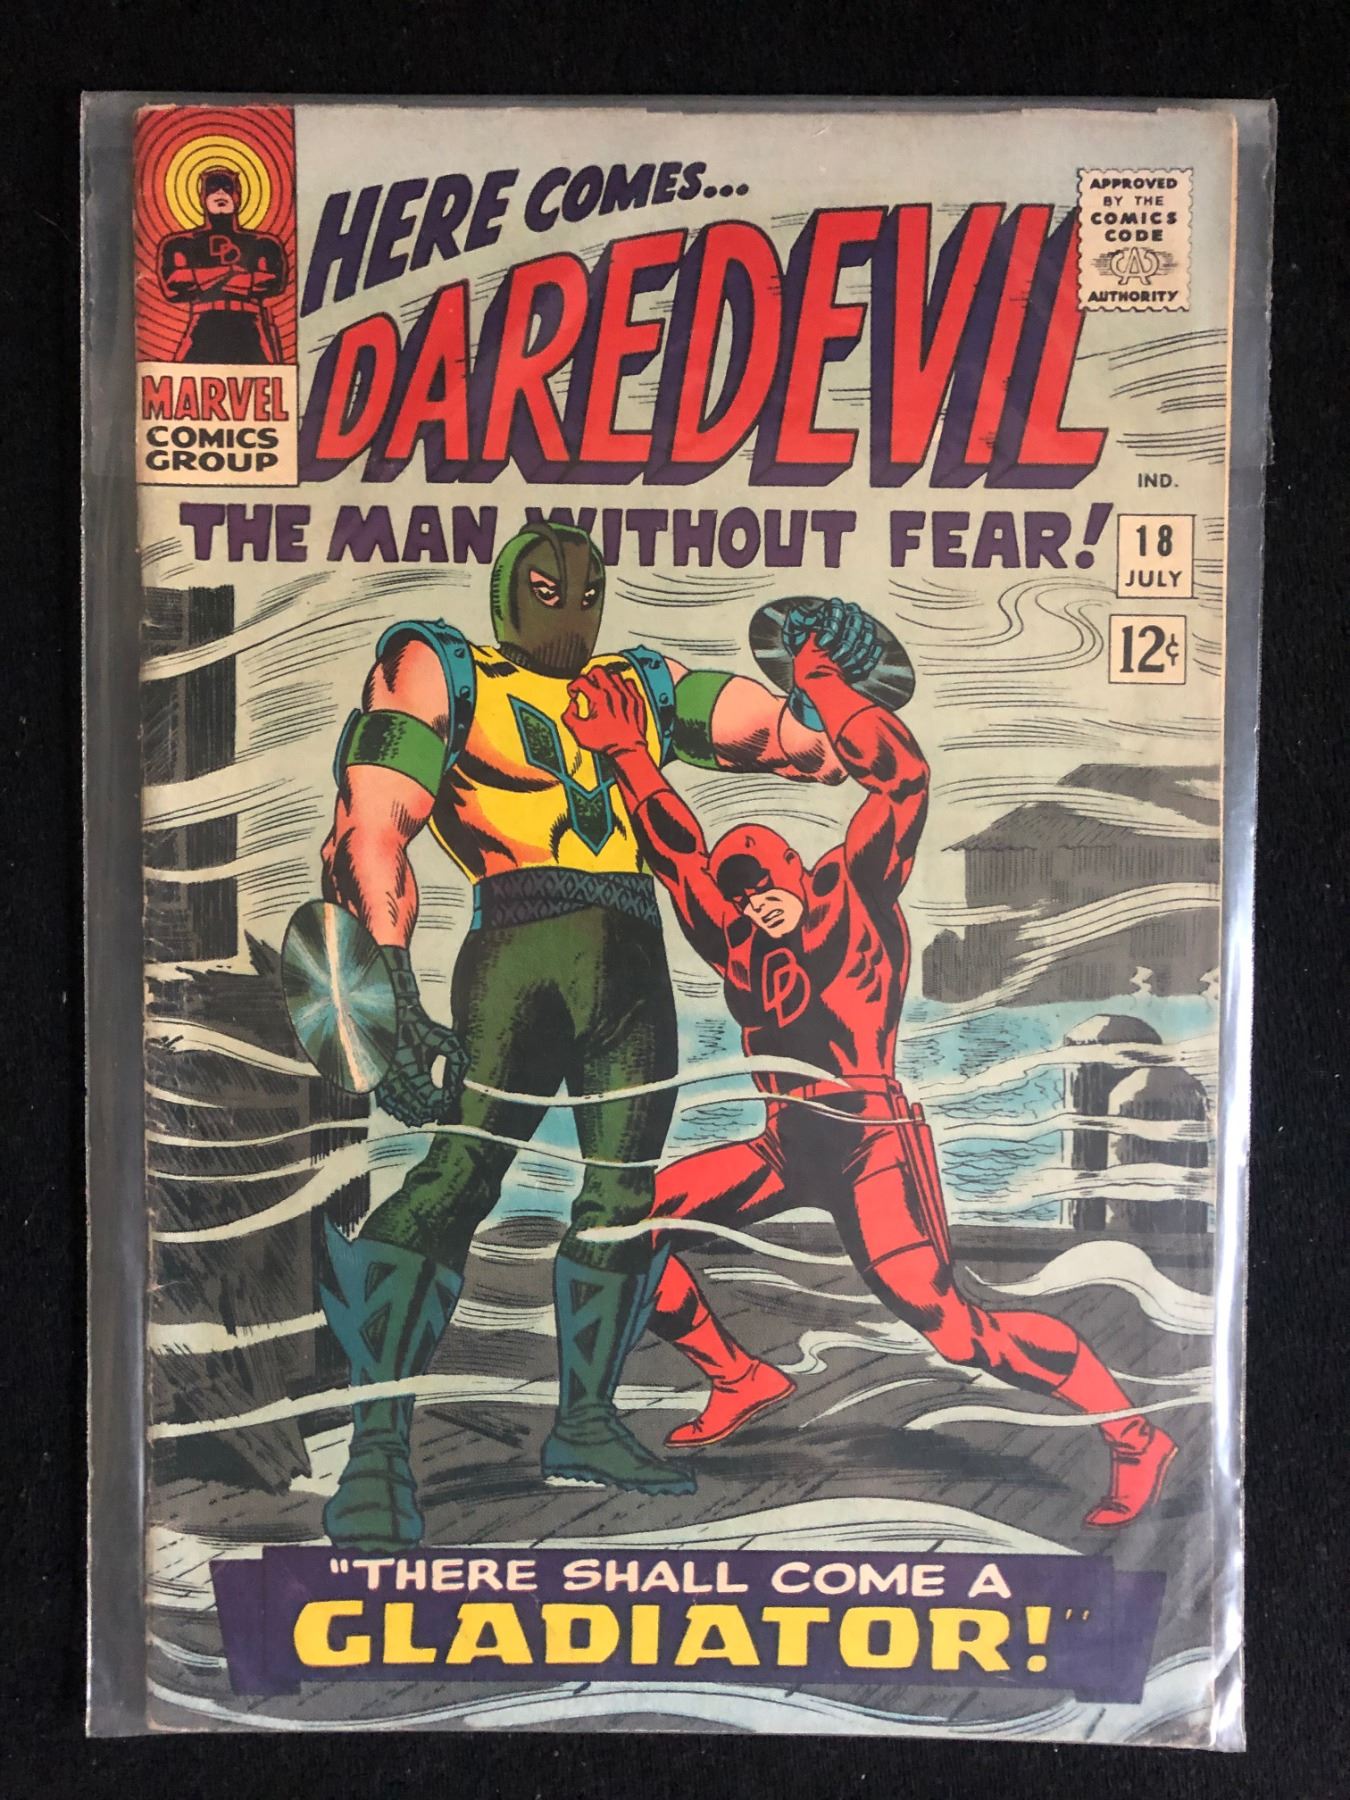 HERE COMES...
DAREDEVIL
THE MAN WITHOUT FEAR!
DD
MARVEL
COMICS
GROUP
APPROVED
BY THE
COMICS
CODE
CA
AUTHORITY
IND.
18
JULY
12¢
DD
"THERE SHALL COME A
GLADIATOR!"